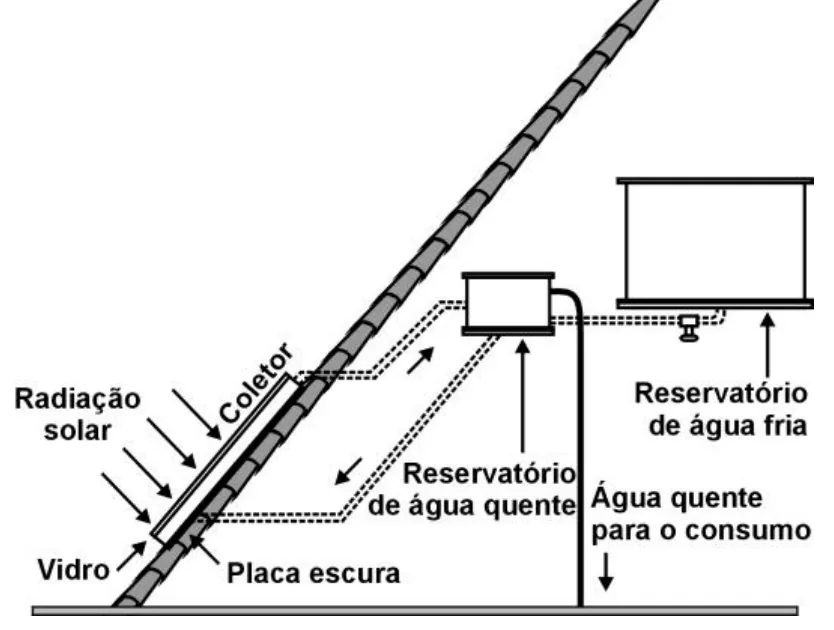 Reservatório
de água fria
Coletor
Radiação
solar
Reservatório
de água quente
Água quente
para o consumo
Vidro
Placa escura